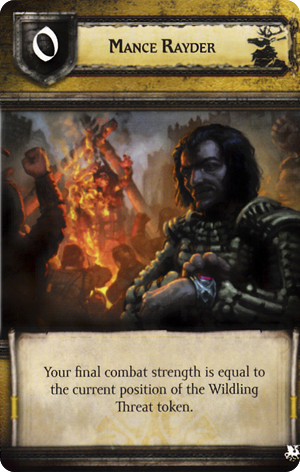 0
Mance Rayder
Your final combat strength is equal to
the current position of the Wildling
Threat token.